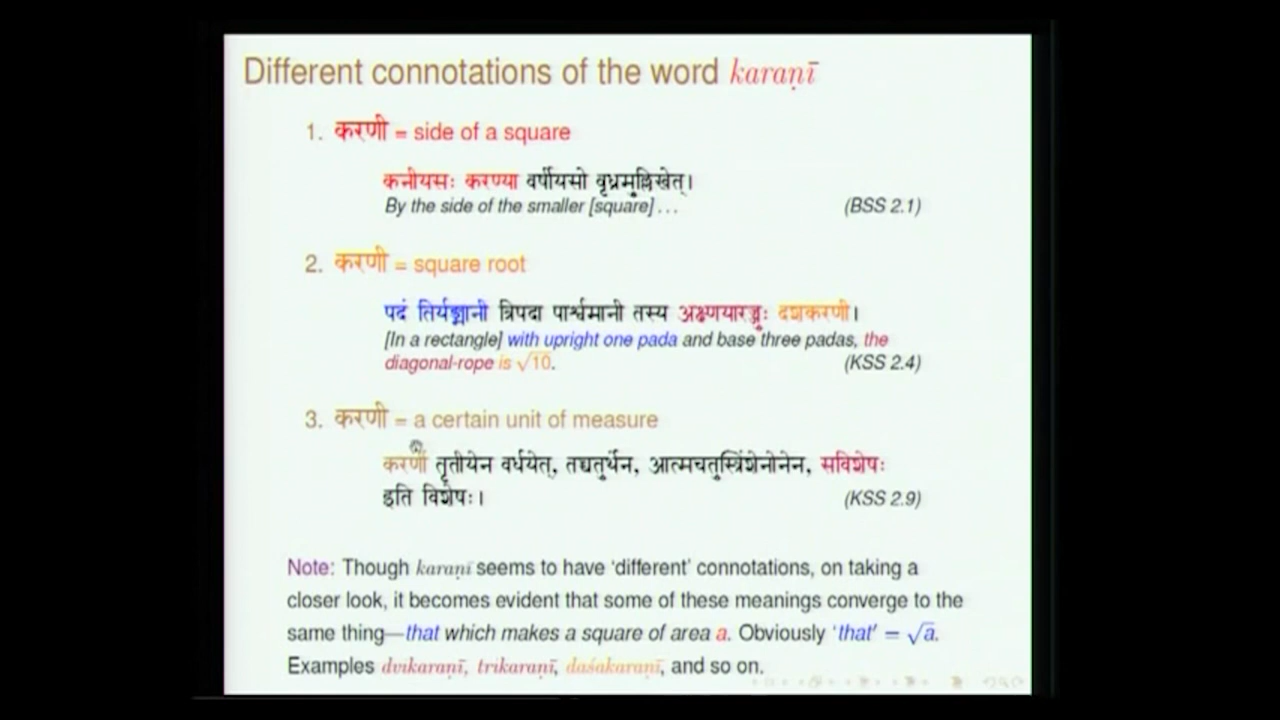 Different connotations of the word karaṇī
1. करणी = side of a square
कनीयसः करण्या वर्षीयसो वृध्रमुल्लिखेत्।
By the side of the smaller [square] . . . (BSS 2.1)
2. करणी = square root
पदं तिर्यङ्मानी त्रिपदा पार्श्वमानी तस्य अक्ष्णयारज्जुः दशकरणी।
[In a rectangle] with upright one pada and base three padas, the
diagonal-rope is √10. (KSS 2.4)
3. करणी = a certain unit of measure
करणीं तृतीयेन वर्धयेत्, तच्चतुर्थेन, आत्मचतुस्त्रिंशेनोनेन, सविशेषः
इति विशेषः। (KSS 2.9)
Note: Though karaṇī seems to have ‘different’ connotations, on taking a
closer look, it becomes evident that some of these meanings converge to the
same thing—that which makes a square of area a. Obviously ‘that’ = √a.
Examples dvikaraṇī, trikaraṇī, daśakaraṇī, and so on.